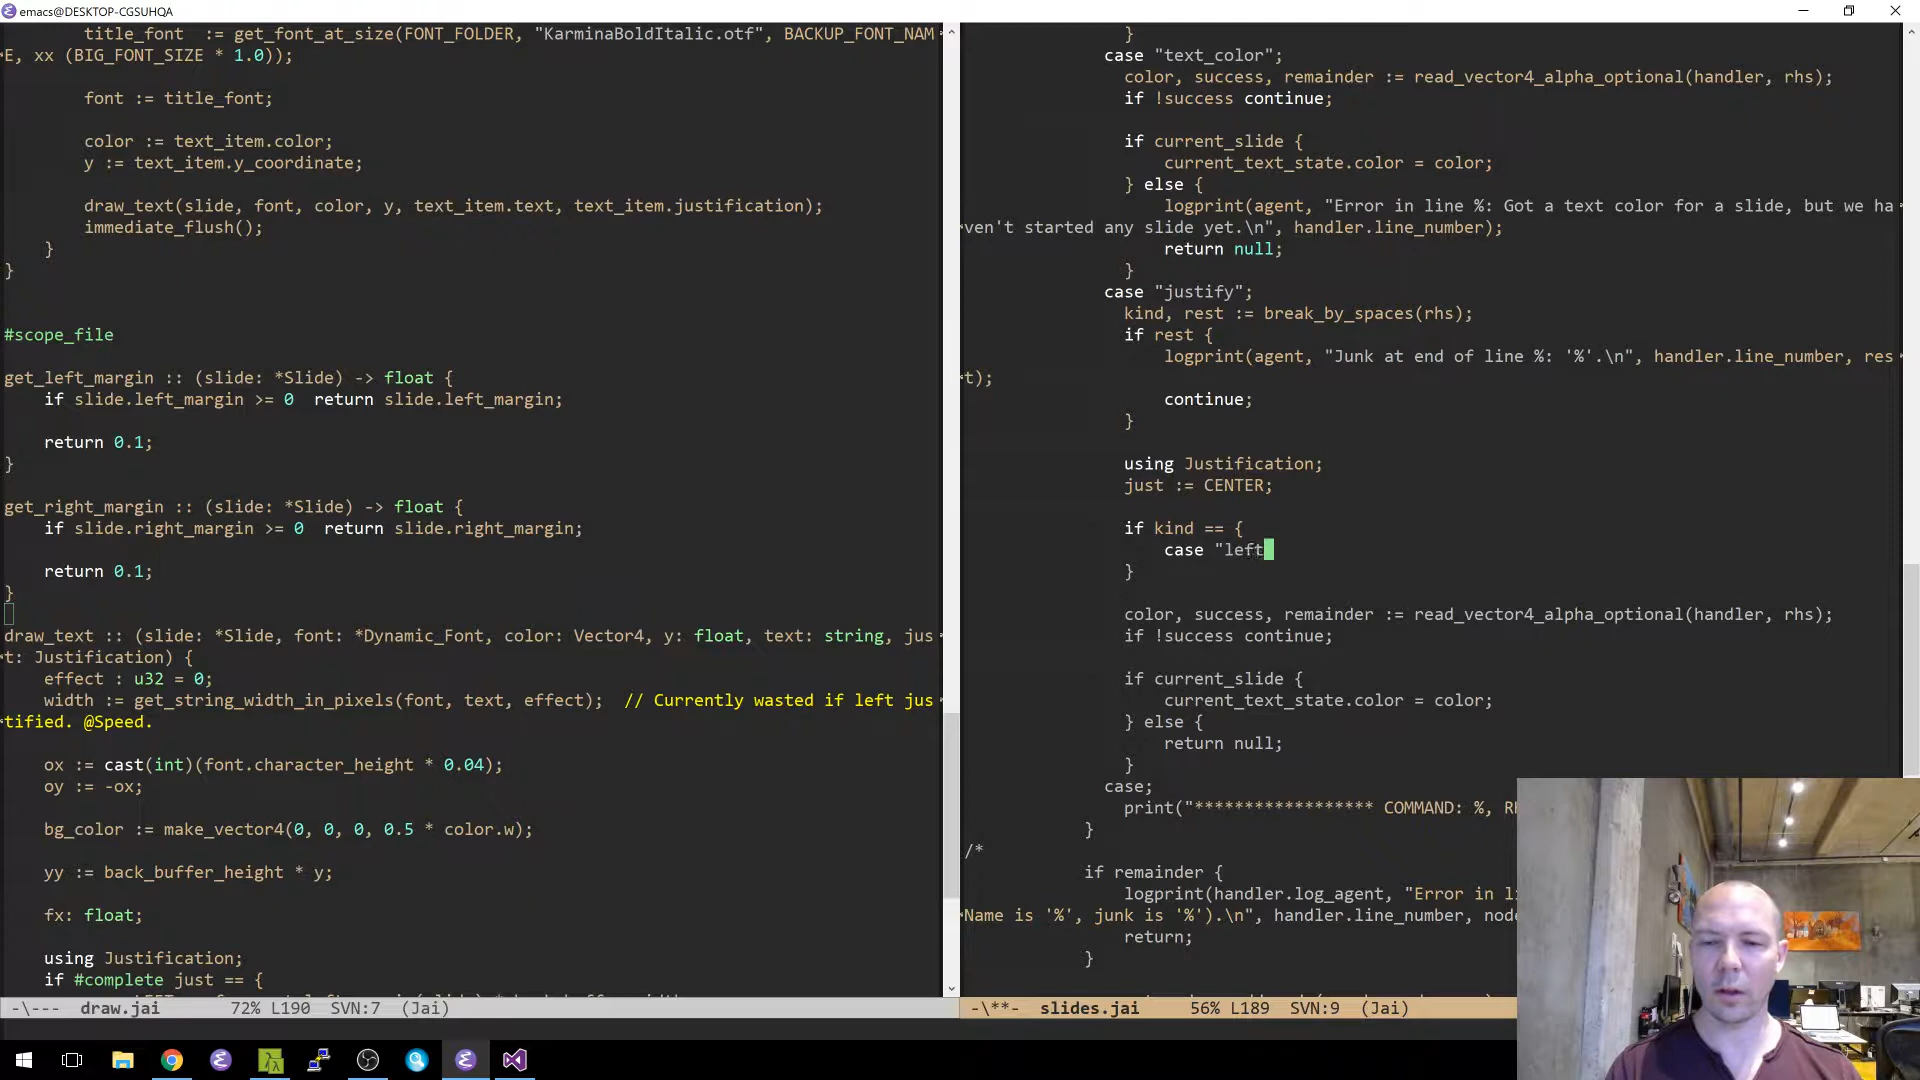 emacs@DESKTOP-CGSUHQA
title_font  := get_font_at_size(FONT_FOLDER, "KarminaBoldItalic.otf", BACKUP_FONT_NAM
E, xx (BIG_FONT_SIZE * 1.0));
font := title_font;
color := text_item.color;
y := text_item.y_coordinate;
draw_text(slide, font, color, y, text_item.text, text_item.justification);
immediate_flush();
}
}
#scope_file
get_left_margin :: (slide: *Slide) -> float {
if slide.left_margin >= 0  return slide.left_margin;
return 0.1;
}
get_right_margin :: (slide: *Slide) -> float {
if slide.right_margin >= 0  return slide.right_margin;
return 0.1;
}
draw_text :: (slide: *Slide, font: *Dynamic_Font, color: Vector4, y: float, text: string, jus
t: Justification) {
effect : u32 = 0;
width := get_string_width_in_pixels(font, text, effect);  // Currently wasted if left jus
tified. @Speed.
ox := cast(int)(font.character_height * 0.04);
oy := -ox;
bg_color := make_vector4(0, 0, 0, 0.5 * color.w);
yy := back_buffer_height * y;
fx: float;
using Justification;
if #complete just == {
-\---  draw.jai  72% L190  SVN:7  (Jai)
}
case "text_color";
color, success, remainder := read_vector4_alpha_optional(handler, rhs);
if !success continue;
if current_slide {
current_text_state.color = color;
} else {
logprint(agent, "Error in line %: Got a text color for a slide, but we ha
ven't started any slide yet.\n", handler.line_number);
return null;
}
case "justify";
kind, rest := break_by_spaces(rhs);
if rest {
logprint(agent, "Junk at end of line %: '%'.\n", handler.line_number, res
t);
continue;
}
using Justification;
just := CENTER;
if kind == {
case "left
}
color, success, remainder := read_vector4_alpha_optional(handler, rhs);
if !success continue;
if current_slide {
current_text_state.color = color;
} else {
return null;
}
case;
print("****************** COMMAND: %, R
}
/*
if remainder {
logprint(handler.log_agent, "Error in li
Name is '%', junk is '%').\n", handler.line_number, nod
return;
}
-\**-  slides.jai  56% L189  SVN:9  (Jai)